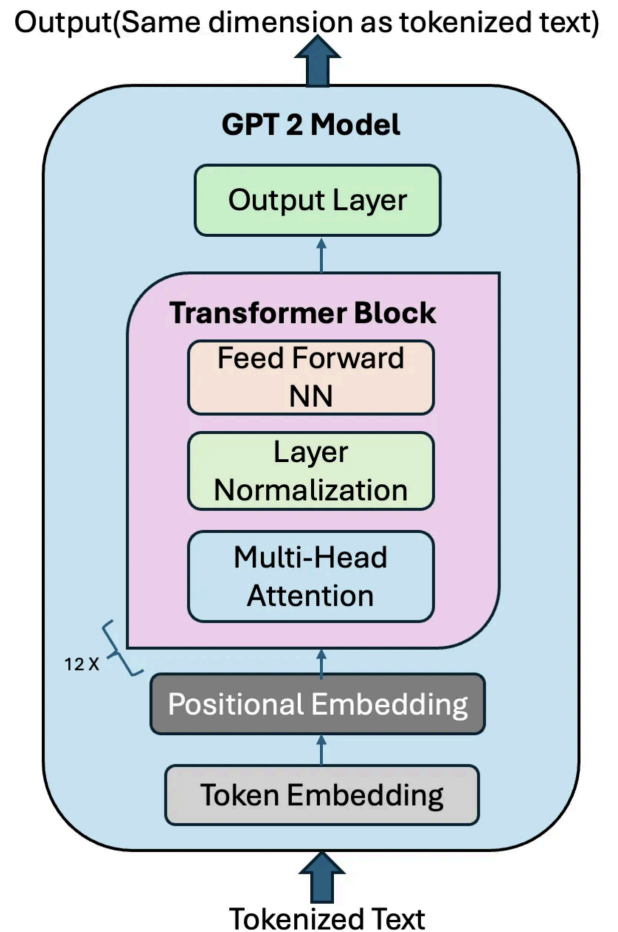 Output(Same dimension as tokenized text)
GPT 2 Model
Output Layer
Transformer Block
Feed Forward
NN
Layer
Normalization
Multi-Head
Attention
12 X
Positional Embedding
Token Embedding
Tokenized Text